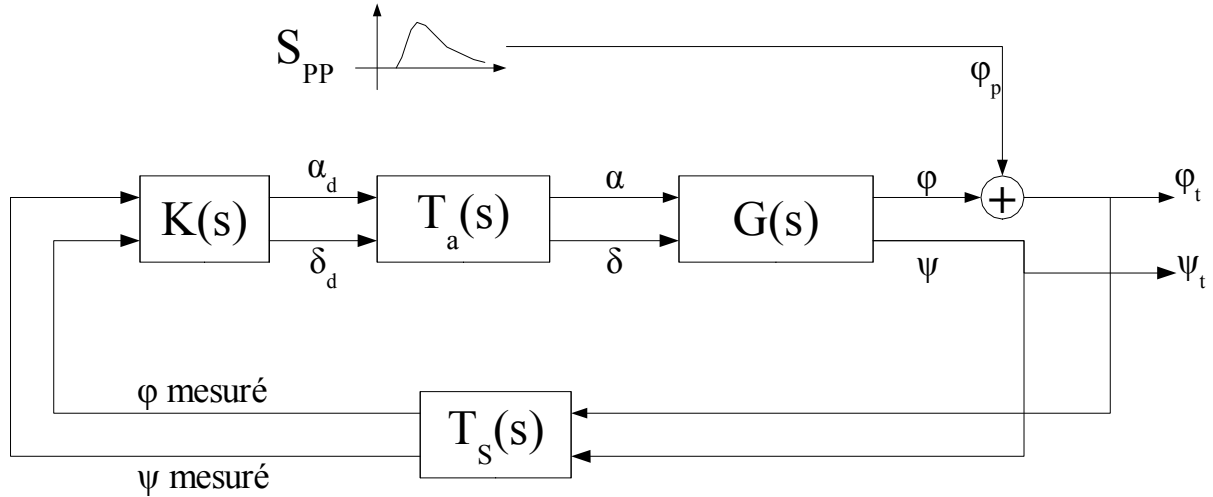 S_PP
φ_p
α_d
α
φ
φ_t
K(s)
T_a(s)
G(s)
+
δ_d
δ
ψ
ψ_t
φ mesuré
T_S(s)
ψ mesuré